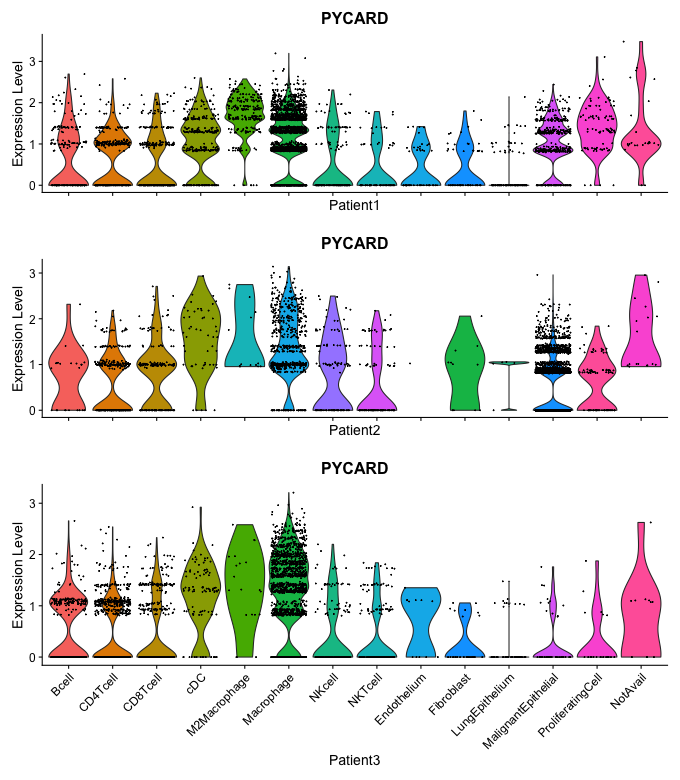 PYCARD
Expression Level
3
2
1
0
Patient1
PYCARD
Expression Level
3
2
1
0
Patient2
PYCARD
Expression Level
3
2
1
0
Bcell
CD4Tcell
CD8Tcell
cDC
M2Macrophage
Macrophage
NKcell
NKTcell
Endothelium
Fibroblast
LungEpithelium
MalignantEpithelial
ProliferatingCell
NotAvail
Patient3